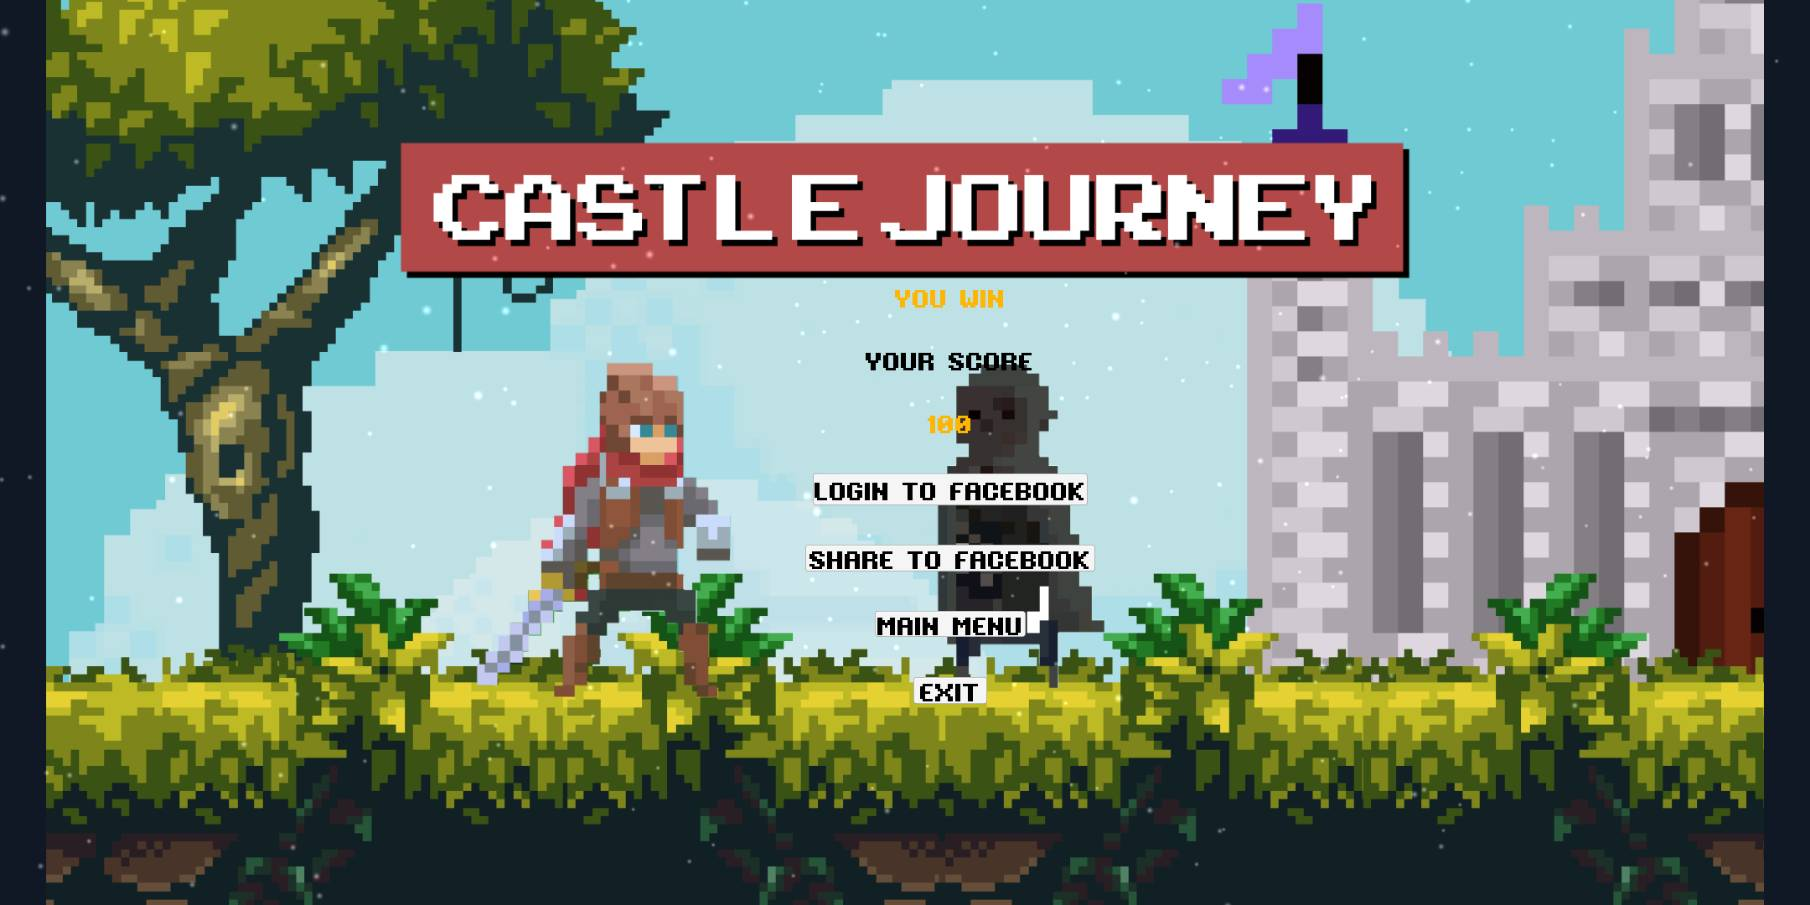 CASTLE JOURNEY
YOU WIN
YOUR SCORE
100
LOGIN TO FACEBOOK
SHARE TO FACEBOOK
MAIN MENU
EXIT